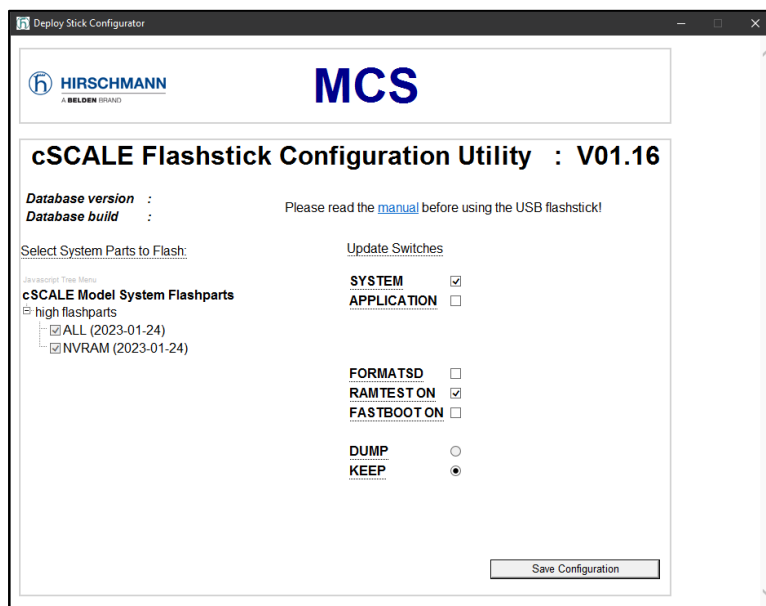 Deploy Stick Configurator
HIRSCHMANN
A BELDEN BRAND
MCS
cSCALE Flashstick Configuration Utility : V01.16
Database version :
Database build :
Please read the manual before using the USB flashstick!
Select System Parts to Flash:
Javascript Tree Menu
cSCALE Model System Flashparts
high flashparts
ALL (2023-01-24)
NVRAM (2023-01-24)
Update Switches
SYSTEM
APPLICATION
FORMATSD
RAMTEST ON
FASTBOOT ON
DUMP
KEEP
Save Configuration